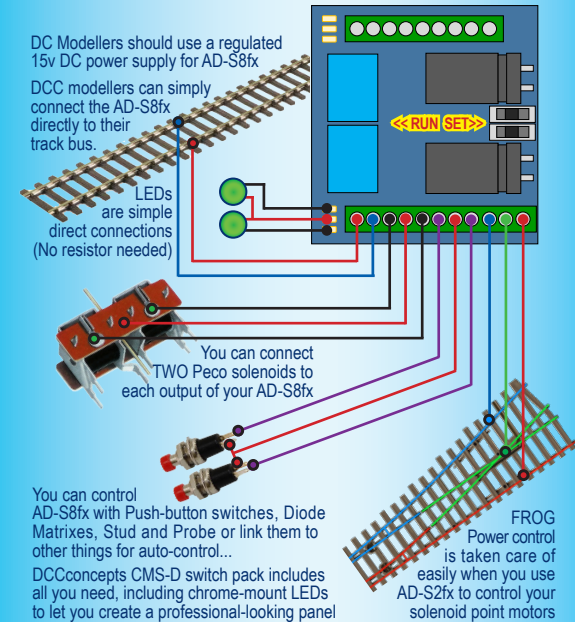 DC Modellers should use a regulated
15v DC power supply for AD-S8fx
DCC modellers can simply
connect the AD-S8fx
directly to their
track bus.
<< RUN SET >>
LEDs
are simple
direct connections
(No resistor needed)
You can connect
TWO Peco solenoids to
each output of your AD-S8fx
You can control
AD-S8fx with Push-button switches, Diode
Matrixes, Stud and Probe or link them to
other things for auto-control...
DCCconcepts CMS-D switch pack includes
all you need, including chrome-mount LEDs
to let you create a professional-looking panel
FROG
Power control
is taken care of
easily when you use
AD-S2fx to control your
solenoid point motors